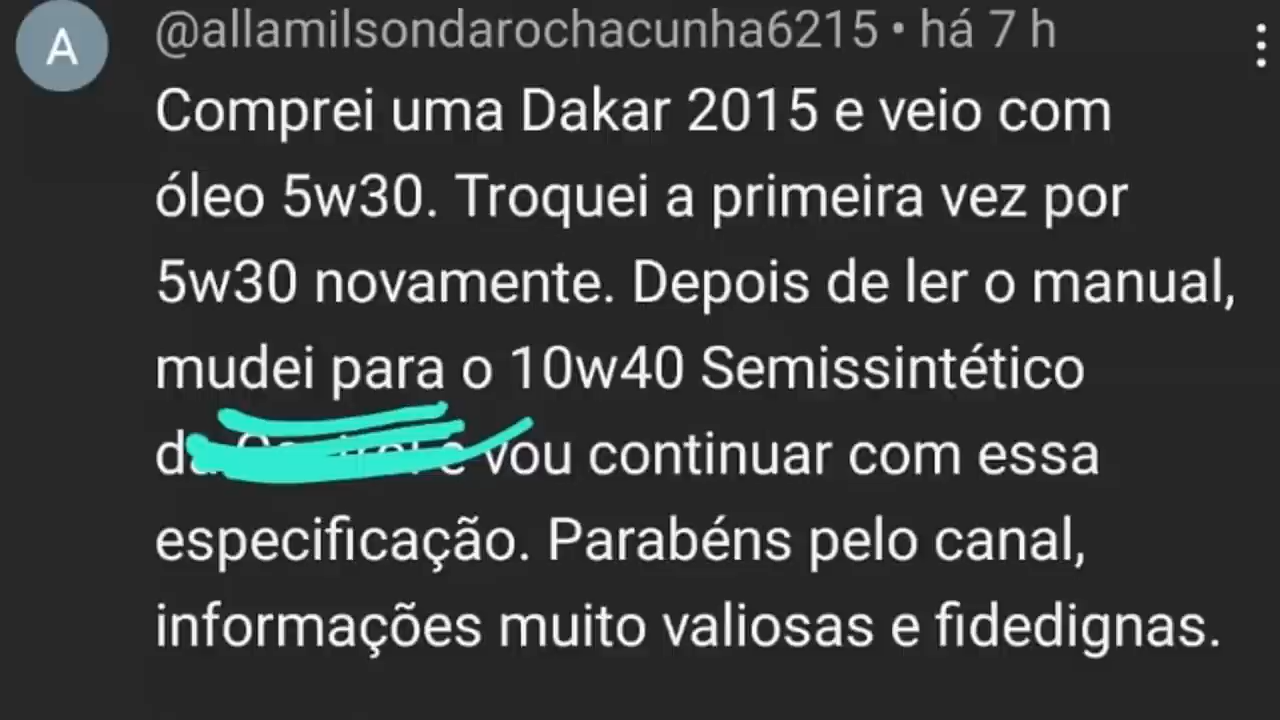 A
@allamilsondarochacunha6215 • há 7 h
Comprei uma Dakar 2015 e veio com
óleo 5w30. Troquei a primeira vez por
5w30 novamente. Depois de ler o manual,
mudei para o 10w40 Semissintético
da e vou continuar com essa
especificação. Parabéns pelo canal,
informações muito valiosas e fidedignas.